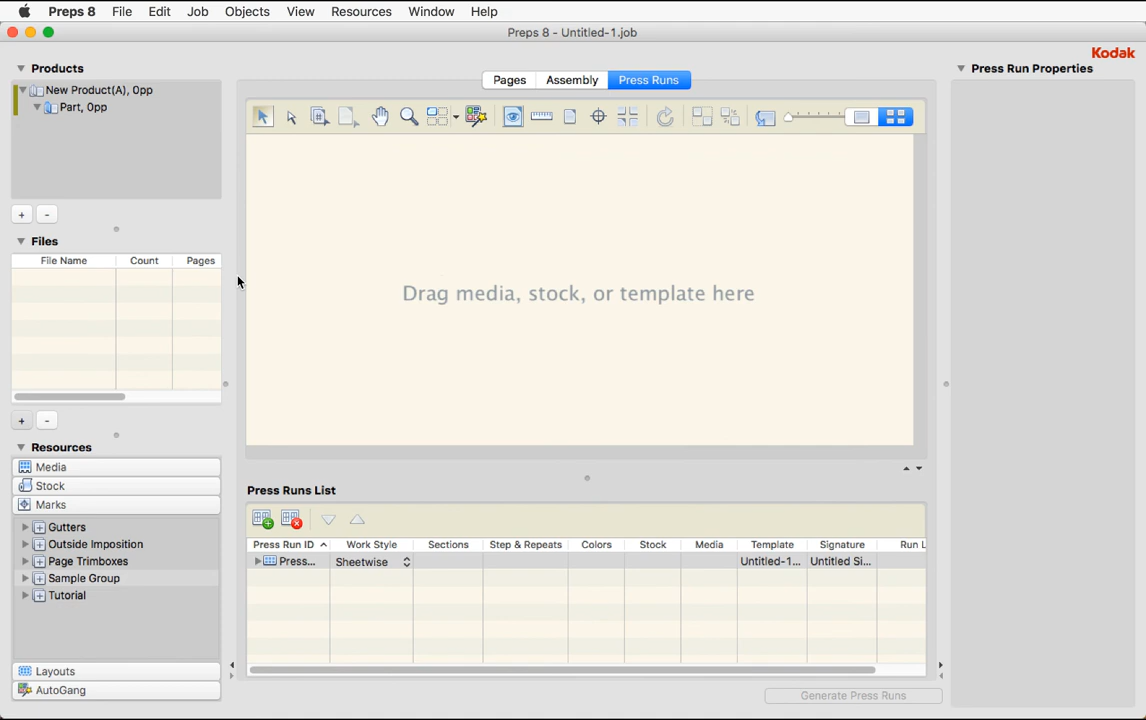 Preps 8 File Edit Job Objects View Resources Window Help
Preps 8 - Untitled-1.job
Kodak
Products
New Product(A), 0pp
Part, 0pp
+ -
Files
File Name Count Pages
+ -
Resources
Media
Stock
Marks
Gutters
Outside Imposition
Page Trimboxes
Sample Group
Tutorial
Layouts
AutoGang
Pages Assembly Press Runs
Drag media, stock, or template here
Press Runs List
Press Run ID Work Style Sections Step & Repeats Colors Stock Media Template Signature Run L
Press... Sheetwise Untitled-1... Untitled Si...
Generate Press Runs
Press Run Properties